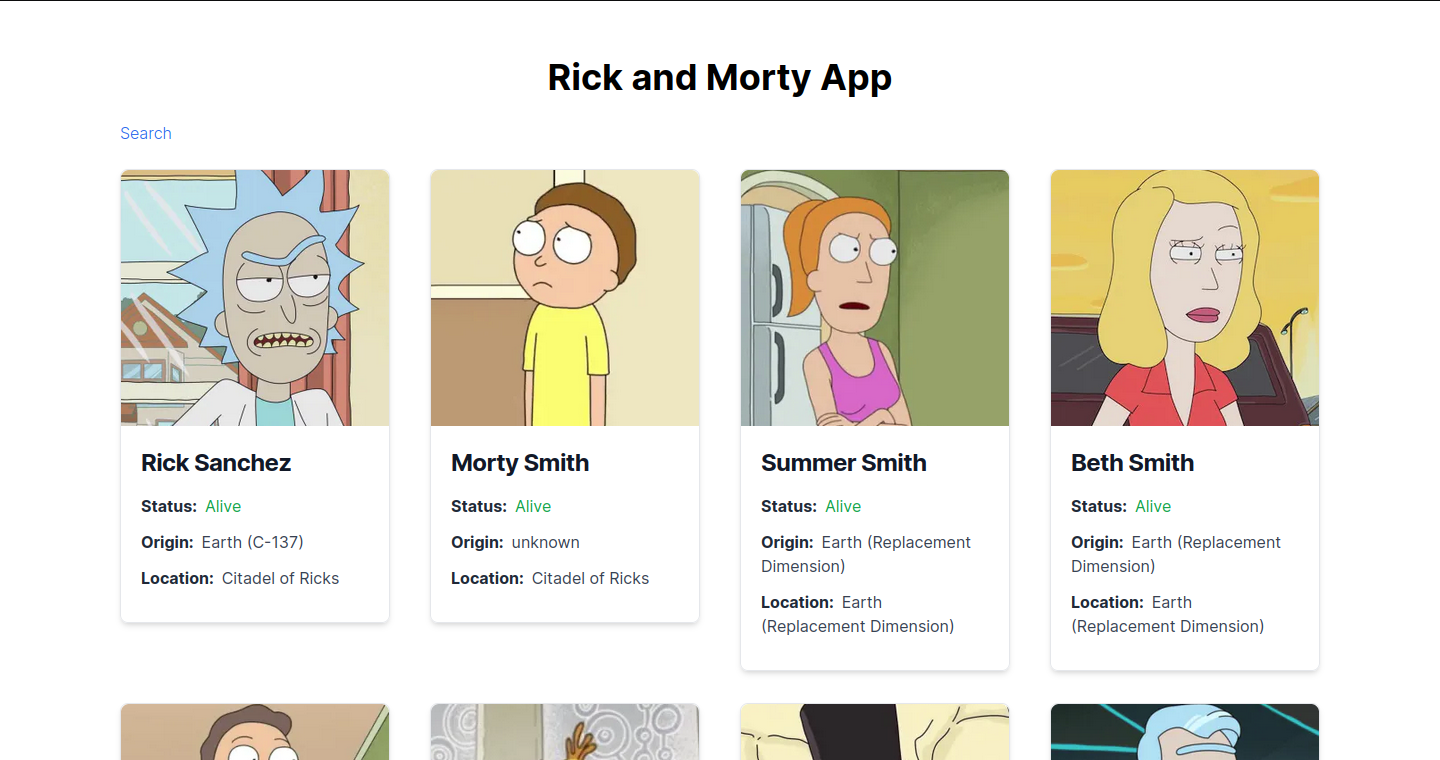 Rick and Morty App
Search
Rick Sanchez
Status: Alive
Origin: Earth (C-137)
Location: Citadel of Ricks
Morty Smith
Status: Alive
Origin: unknown
Location: Citadel of Ricks
Summer Smith
Status: Alive
Origin: Earth (Replacement
Dimension)
Location: Earth
(Replacement Dimension)
Beth Smith
Status: Alive
Origin: Earth (Replacement
Dimension)
Location: Earth
(Replacement Dimension)